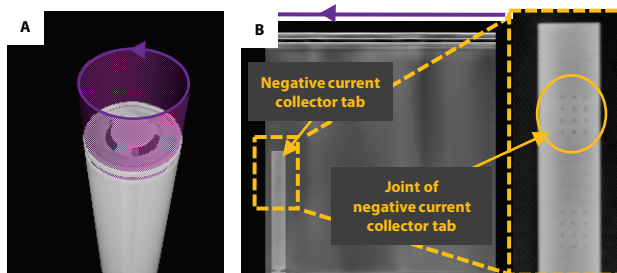 A
B
Negative current
collector tab
Joint of
negative current
collector tab